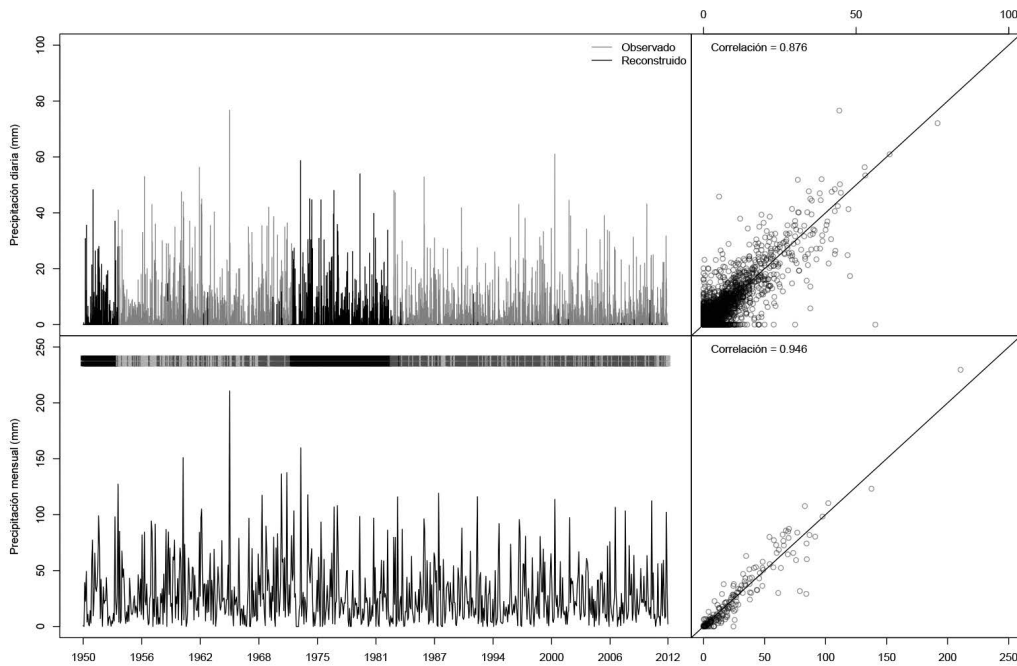 0 50 100
Observado
Reconstruido
Correlación = 0.876
Precipitación diaria (mm)
100
80
60
40
20
0
Correlación = 0.946
Precipitación mensual (mm)
250
200
150
100
50
0
1950 1956 1962 1968 1975 1981 1987 1994 2000 2006 2012
0 50 100 150 200 250